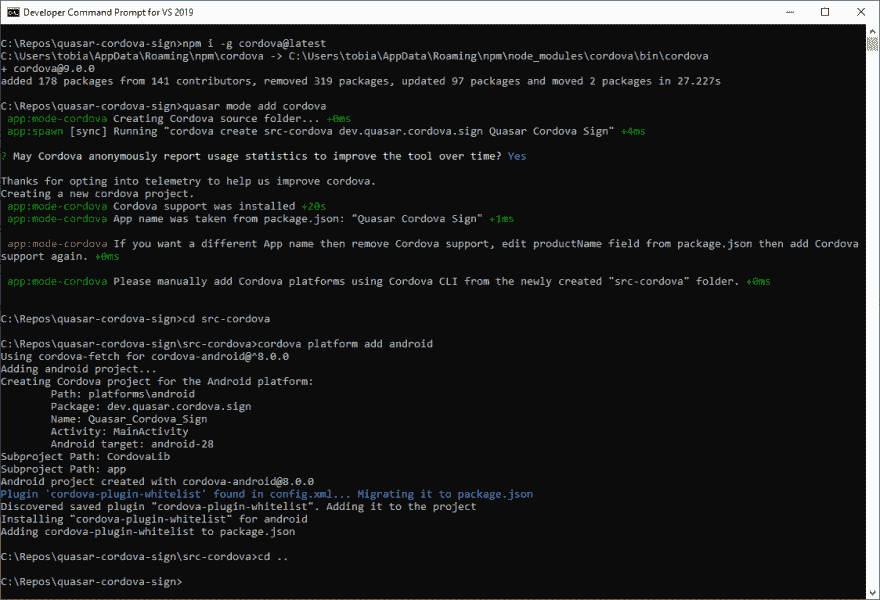 Developer Command Prompt for VS 2019
C:\Repos\quasar-cordova-sign>npm i -g cordova@latest
C:\Users\tobia\AppData\Roaming\npm\cordova -> C:\Users\tobia\AppData\Roaming\npm\node_modules\cordova\bin\cordova
+ cordova@9.0.0
added 178 packages from 141 contributors, removed 319 packages, updated 97 packages and moved 2 packages in 27.227s
C:\Repos\quasar-cordova-sign>quasar mode add cordova
app:mode-cordova Creating Cordova source folder... +0ms
app:spawn [sync] Running "cordova create src-cordova dev.quasar.cordova.sign Quasar Cordova Sign" +4ms
? May Cordova anonymously report usage statistics to improve the tool over time? Yes
Thanks for opting into telemetry to help us improve cordova.
Creating a new cordova project.
app:mode-cordova Cordova support was installed +20s
app:mode-cordova App name was taken from package.json: "Quasar Cordova Sign" +1ms
app:mode-cordova If you want a different App name then remove Cordova support, edit productName field from package.json then add Cordova
support again. +0ms
app:mode-cordova Please manually add Cordova platforms using Cordova CLI from the newly created "src-cordova" folder. +0ms
C:\Repos\quasar-cordova-sign>cd src-cordova
C:\Repos\quasar-cordova-sign\src-cordova>cordova platform add android
Using cordova-fetch for cordova-android@^8.0.0
Adding android project...
Creating Cordova project for the Android platform:
Path: platforms\android
Package: dev.quasar.cordova.sign
Name: Quasar_Cordova_Sign
Activity: MainActivity
Android target: android-28
Subproject Path: CordovaLib
Subproject Path: app
Android project created with cordova-android@8.0.0
Plugin 'cordova-plugin-whitelist' found in config.xml... Migrating it to package.json
Discovered saved plugin "cordova-plugin-whitelist". Adding it to the project
Installing "cordova-plugin-whitelist" for android
Adding cordova-plugin-whitelist to package.json
C:\Repos\quasar-cordova-sign\src-cordova>cd ..
C:\Repos\quasar-cordova-sign>